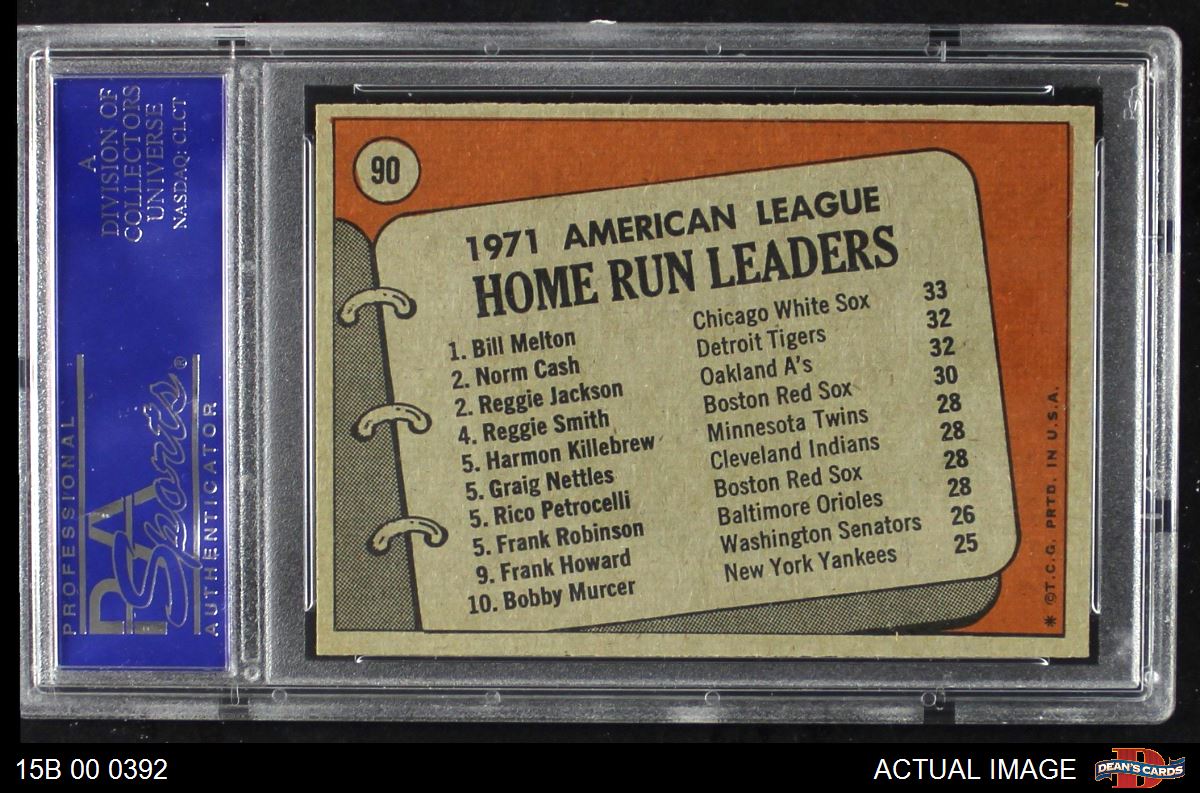 A
DIVISION OF
COLLECTORS
UNIVERSE
NASDAQ: CLCT
PROFESSIONAL
PSA
Sports®
AUTHENTICATOR
PSA
90
1971 AMERICAN LEAGUE
HOME RUN LEADERS
1. Bill Melton Chicago White Sox 33
2. Norm Cash Detroit Tigers 32
2. Reggie Jackson Oakland A's 32
4. Reggie Smith Boston Red Sox 30
5. Harmon Killebrew Minnesota Twins 28
5. Graig Nettles Cleveland Indians 28
5. Rico Petrocelli Boston Red Sox 28
5. Frank Robinson Baltimore Orioles 28
9. Frank Howard Washington Senators 26
10. Bobby Murcer New York Yankees 25
* ©T.C.G. PRTD. IN U.S.A.
15B 00 0392
ACTUAL IMAGE
D
DEAN'S CARDS